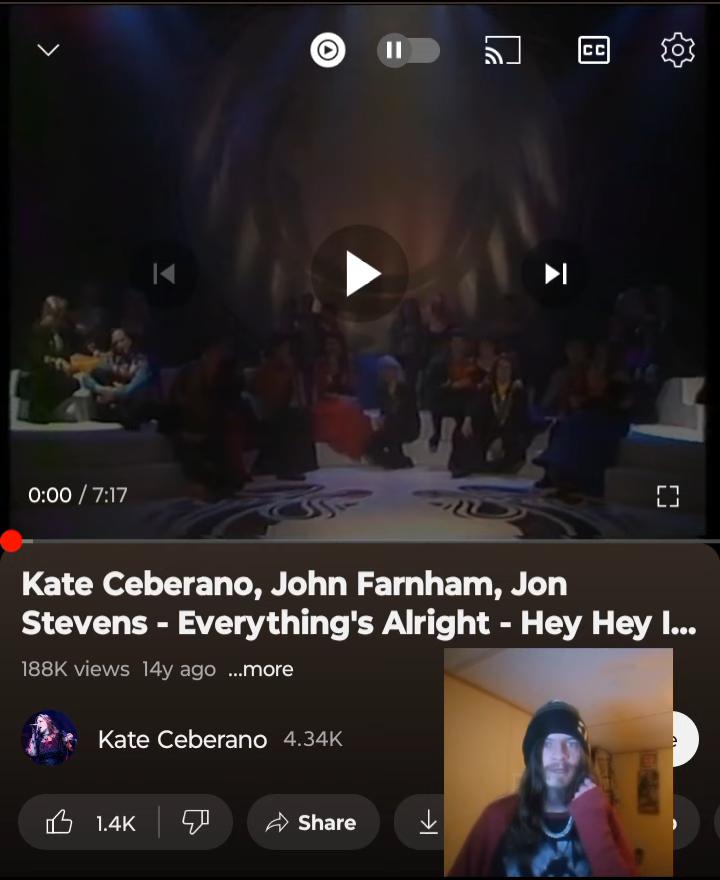 CC
0:00 / 7:17
Kate Ceberano, John Farnham, Jon
Stevens - Everything's Alright - Hey Hey I...
188K views 14y ago ...more
Kate Ceberano 4.34K
e
1.4K Share